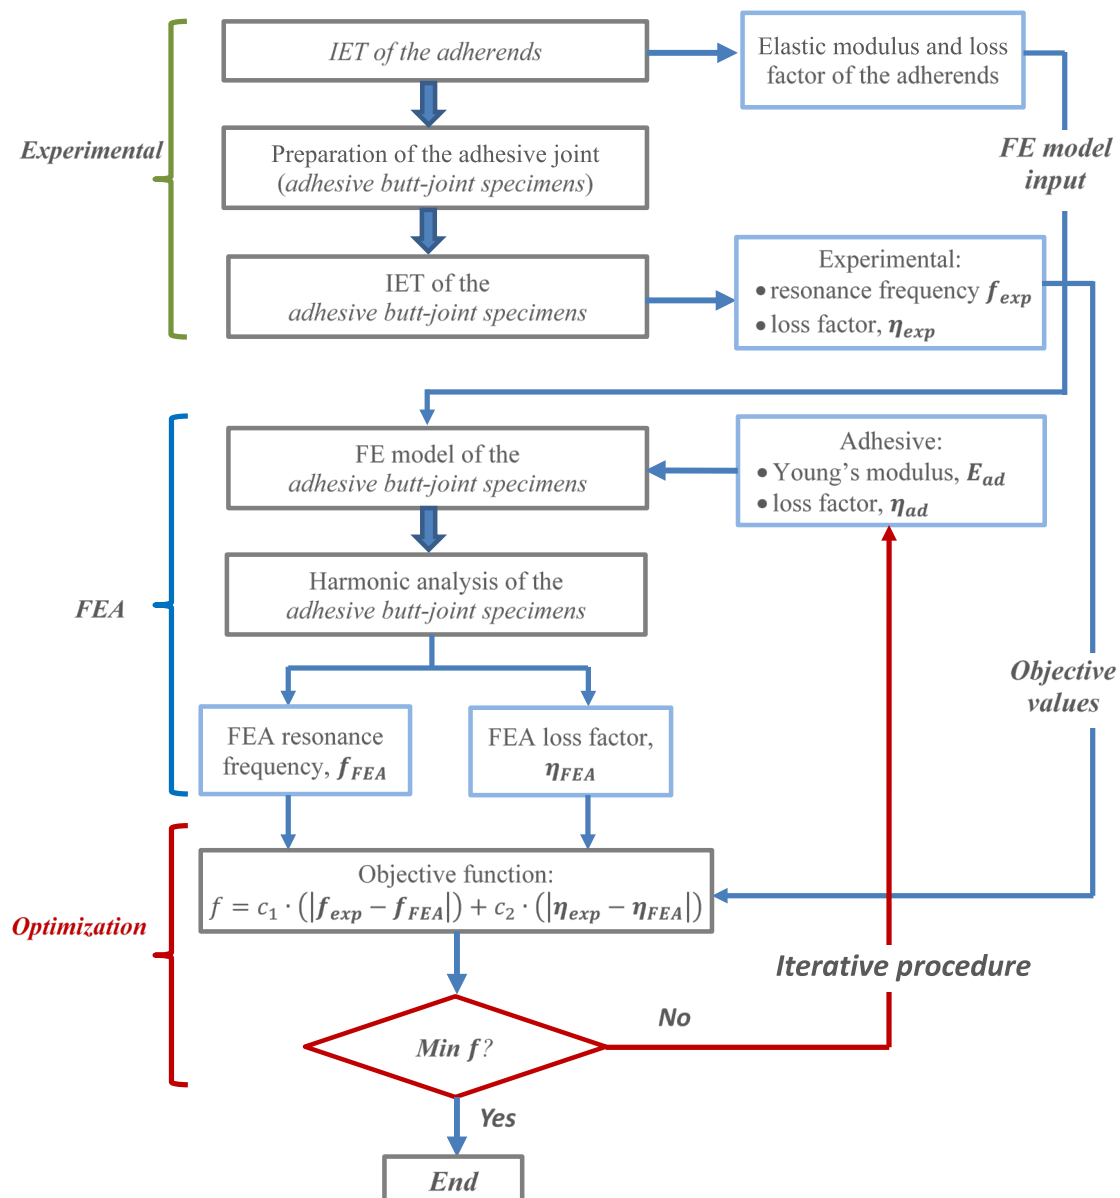 IET of the adherends
Elastic modulus and loss
factor of the adherends
Experimental
Preparation of the adhesive joint
(adhesive butt-joint specimens)
FE model
input
IET of the
adhesive butt-joint specimens
Experimental:
• resonance frequency f_exp
• loss factor, η_exp
FE model of the
adhesive butt-joint specimens
Adhesive:
• Young's modulus, E_ad
• loss factor, η_ad
FEA
Harmonic analysis of the
adhesive butt-joint specimens
Objective
values
FEA resonance
frequency, f_FEA
FEA loss factor,
η_FEA
Optimization
Objective function:
f = c₁ · (|f_exp − f_FEA|) + c₂ · (|η_exp − η_FEA|)
Iterative procedure
No
Min f?
Yes
End